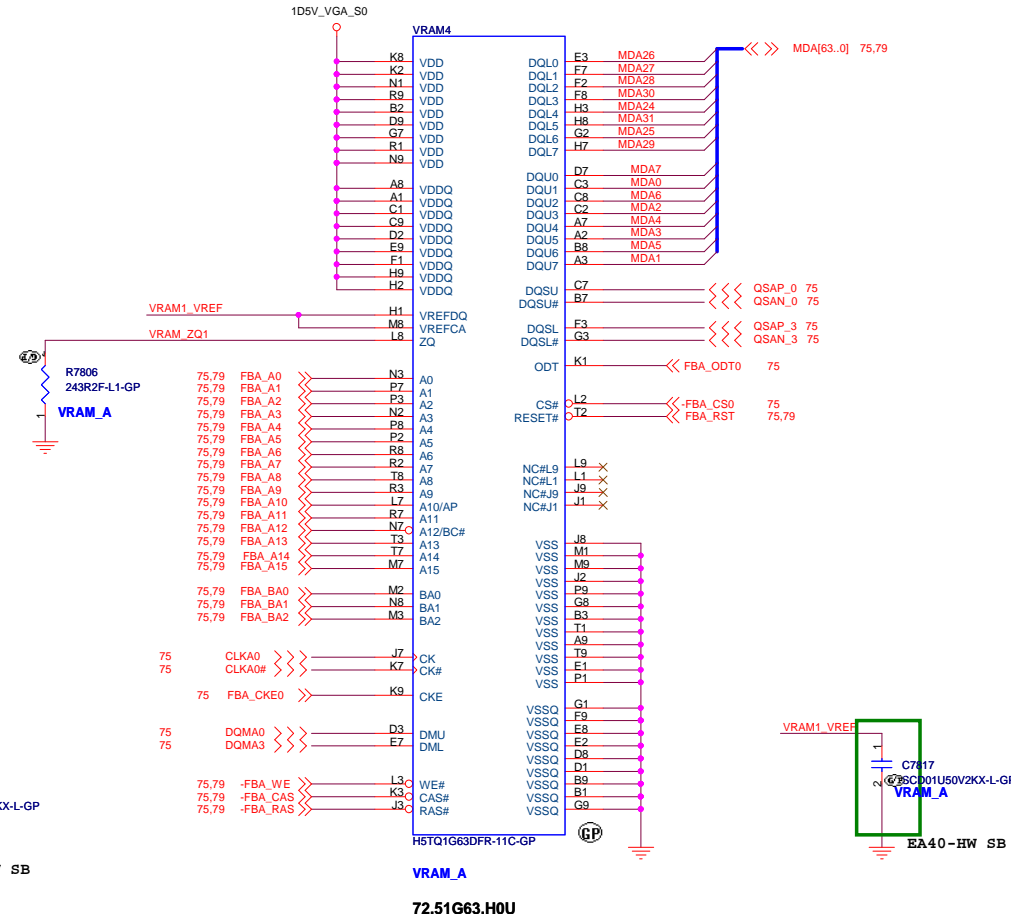 1D5V_VGA_S0
VRAM4
K8 VDD
K2 VDD
N1 VDD
R9 VDD
B2 VDD
D9 VDD
G7 VDD
R1 VDD
N9 VDD
A8 VDDQ
A1 VDDQ
C1 VDDQ
C9 VDDQ
D2 VDDQ
E9 VDDQ
F1 VDDQ
H9 VDDQ
H2 VDDQ
VRAM1_VREF H1 VREFDQ
M8 VREFCA
VRAM_ZQ1 L8 ZQ
R7806
243R2F-L1-GP
1
VRAM_A
75,79 FBA_A0 N3 A0
75,79 FBA_A1 P7 A1
75,79 FBA_A2 P3 A2
75,79 FBA_A3 N2 A3
75,79 FBA_A4 P8 A4
75,79 FBA_A5 P2 A5
75,79 FBA_A6 R8 A6
75,79 FBA_A7 R2 A7
75,79 FBA_A8 T8 A8
75,79 FBA_A9 R3 A9
75,79 FBA_A10 L7 A10/AP
75,79 FBA_A11 R7 A11
75,79 FBA_A12 N7 A12/BC#
75,79 FBA_A13 T3 A13
75,79 FBA_A14 T7 A14
75,79 FBA_A15 M7 A15
75,79 FBA_BA0 M2 BA0
75,79 FBA_BA1 N8 BA1
75,79 FBA_BA2 M3 BA2
75 CLKA0 J7 CK
75 CLKA0# K7 CK#
75 FBA_CKE0 K9 CKE
75 DQMA0 D3 DMU
75 DQMA3 E7 DML
75,79 -FBA_WE L3 WE#
75,79 -FBA_CAS K3 CAS#
75,79 -FBA_RAS J3 RAS#
DQL0 E3 MDA26
DQL1 F7 MDA27
DQL2 F2 MDA28
DQL3 F8 MDA30
DQL4 H3 MDA24
DQL5 H8 MDA31
DQL6 G2 MDA25
DQL7 H7 MDA29
MDA[63..0] 75,79
DQU0 D7 MDA7
DQU1 C3 MDA0
DQU2 C8 MDA6
DQU3 C2 MDA2
DQU4 A7 MDA4
DQU5 A2 MDA3
DQU6 B8 MDA5
DQU7 A3 MDA1
DQSU C7 QSAP_0 75
DQSU# B7 QSAN_0 75
DQSL F3 QSAP_3 75
DQSL# G3 QSAN_3 75
ODT K1 FBA_ODT0 75
CS# L2 -FBA_CS0 75
RESET# T2 FBA_RST 75,79
NC#L9 L9
NC#L1 L1
NC#J9 J9
NC#J1 J1
VSS J8
VSS M1
VSS M9
VSS J2
VSS P9
VSS G8
VSS B3
VSS T1
VSS A9
VSS T9
VSS E1
VSS P1
VSSQ G1
VSSQ F9
VSSQ E8
VSSQ E2
VSSQ D8
VSSQ D1
VSSQ B9
VSSQ B1
VSSQ G9
H5TQ1G63DFR-11C-GP
GP
VRAM_A
72.51G63.H0U
VRAM1_VREF
1
C7817
2
SCD01U50V2KX-L-GP
VRAM_A
EA40-HW SB
KX-L-GP
SB